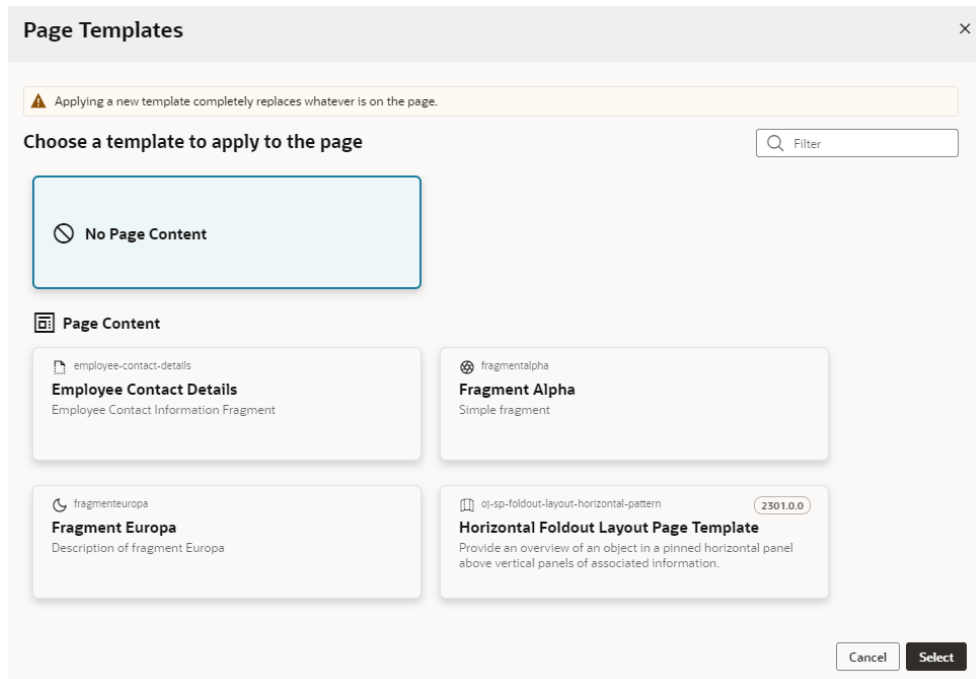 Page Templates
Applying a new template completely replaces whatever is on the page.
Choose a template to apply to the page
Filter
No Page Content
Page Content
employee-contact-details
Employee Contact Details
Employee Contact Information Fragment
fragmentalpha
Fragment Alpha
Simple fragment
fragmenteuropa
Fragment Europa
Description of fragment Europa
oj-sp-foldout-layout-horizontal-pattern
2301.0.0
Horizontal Foldout Layout Page Template
Provide an overview of an object in a pinned horizontal panel
above vertical panels of associated information.
Cancel
Select